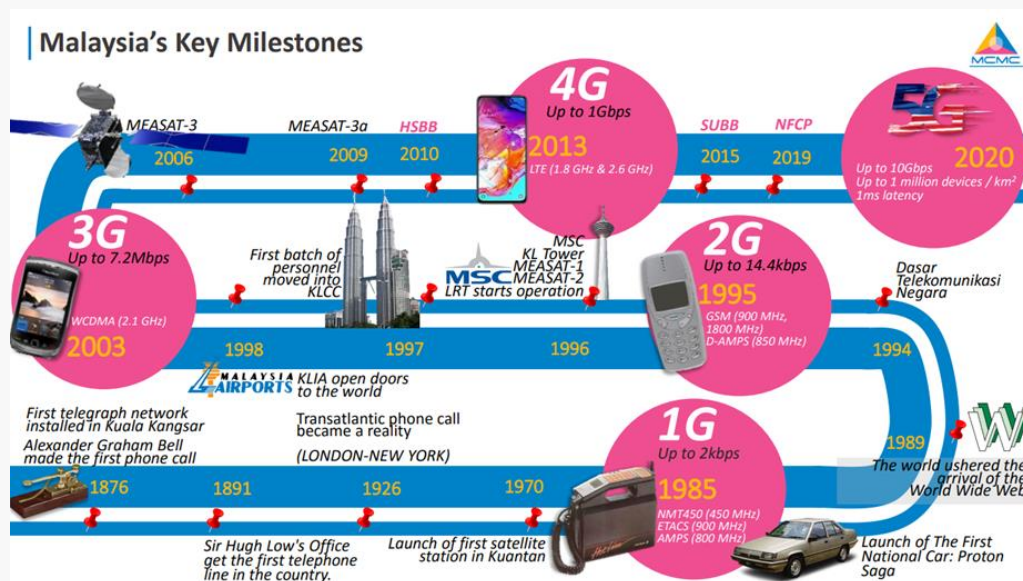 Malaysia's Key Milestones
MCMC
MEASAT-3
2006
MEASAT-3a
2009
HSBB
2010
4G
Up to 1Gbps
2013
LTE (1.8 GHz & 2.6 GHz)
SUBB
2015
NFCP
2019
5G
2020
Up to 10Gbps
Up to 1 million devices / km²
1ms latency
3G
Up to 7.2Mbps
WCDMA (2.1 GHz)
2003
First batch of
personnel
moved into
KLCC
MSC
MSC
KL Tower
MEASAT-1
MEASAT-2
LRT starts operation
2G
Up to 14.4kbps
1995
GSM (900 MHz,
1800 MHz)
D-AMPS (850 MHz)
Dasar
Telekomunikasi
Negara
1998
1997
1996
1994
MALAYSIA
AIRPORTS
KLIA open doors
to the world
First telegraph network
installed in Kuala Kangsar
Alexander Graham Bell
made the first phone call
1876
1891
Transatlantic phone call
became a reality
(LONDON-NEW YORK)
1926
1970
1G
Up to 2kbps
1985
NMT450 (450 MHz)
ETACS (900 MHz)
AMPS (800 MHz)
1989
W
The world ushered the
arrival of the
World Wide Web
Sir Hugh Low's Office
get the first telephone
line in the country.
Launch of first satellite
station in Kuantan
Launch of The First
National Car: Proton
Saga